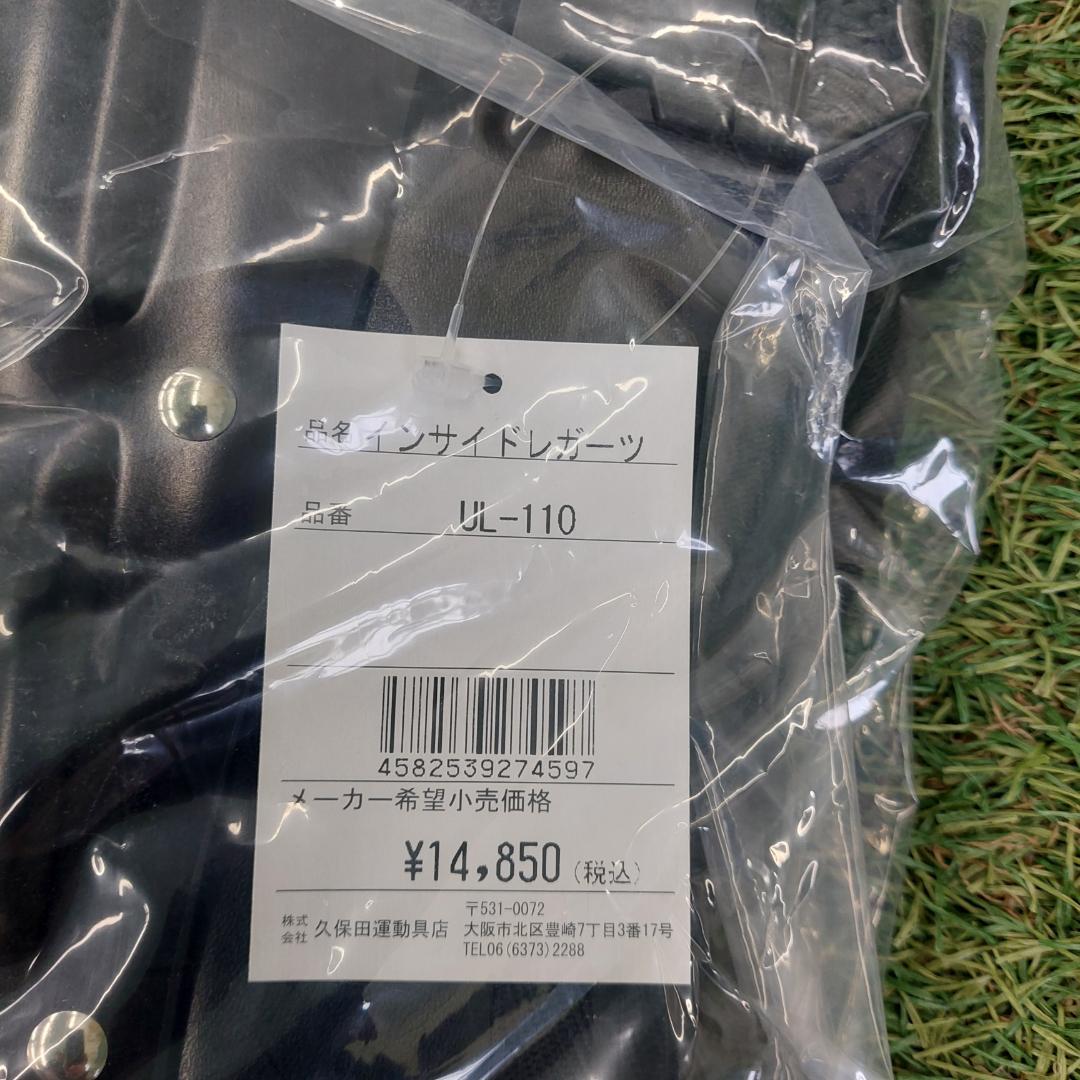 品名 インサイドレガーツ
品番 UL-110
4582539274597
メーカー希望小売価格
¥14,850(税込)
株式会社 久保田運動具店
〒531-0072
大阪市北区豊崎7丁目3番17号
TEL06(6373)2288